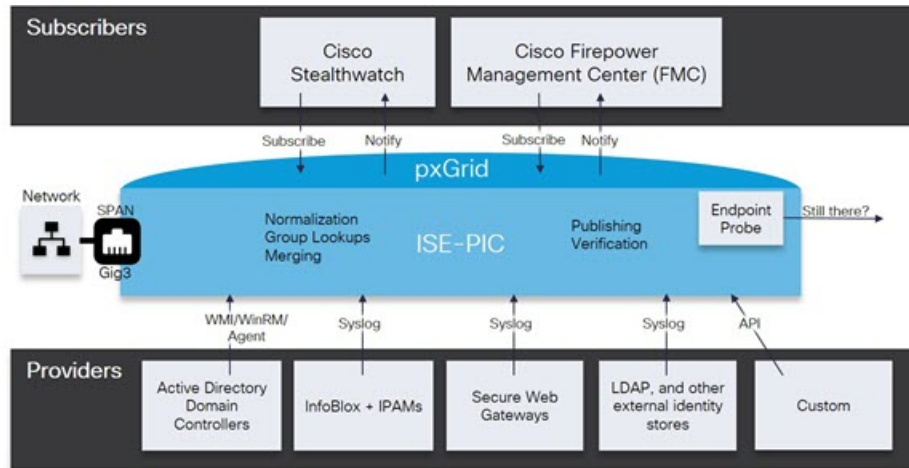 Subscribers
Cisco
Stealthwatch
Cisco Firepower
Management Center (FMC)
Subscribe
Notify
Subscribe
Notify
pxGrid
Network
SPAN
Gig3
Normalization
Group Lookups
Merging
ISE-PIC
Publishing
Verification
Endpoint
Probe
Still there?
WMI/WinRM/
Agent
Syslog
Syslog
Syslog
API
Providers
Active Directory
Domain
Controllers
InfoBlox + IPAMs
Secure Web
Gateways
LDAP, and other
external identity
stores
Custom